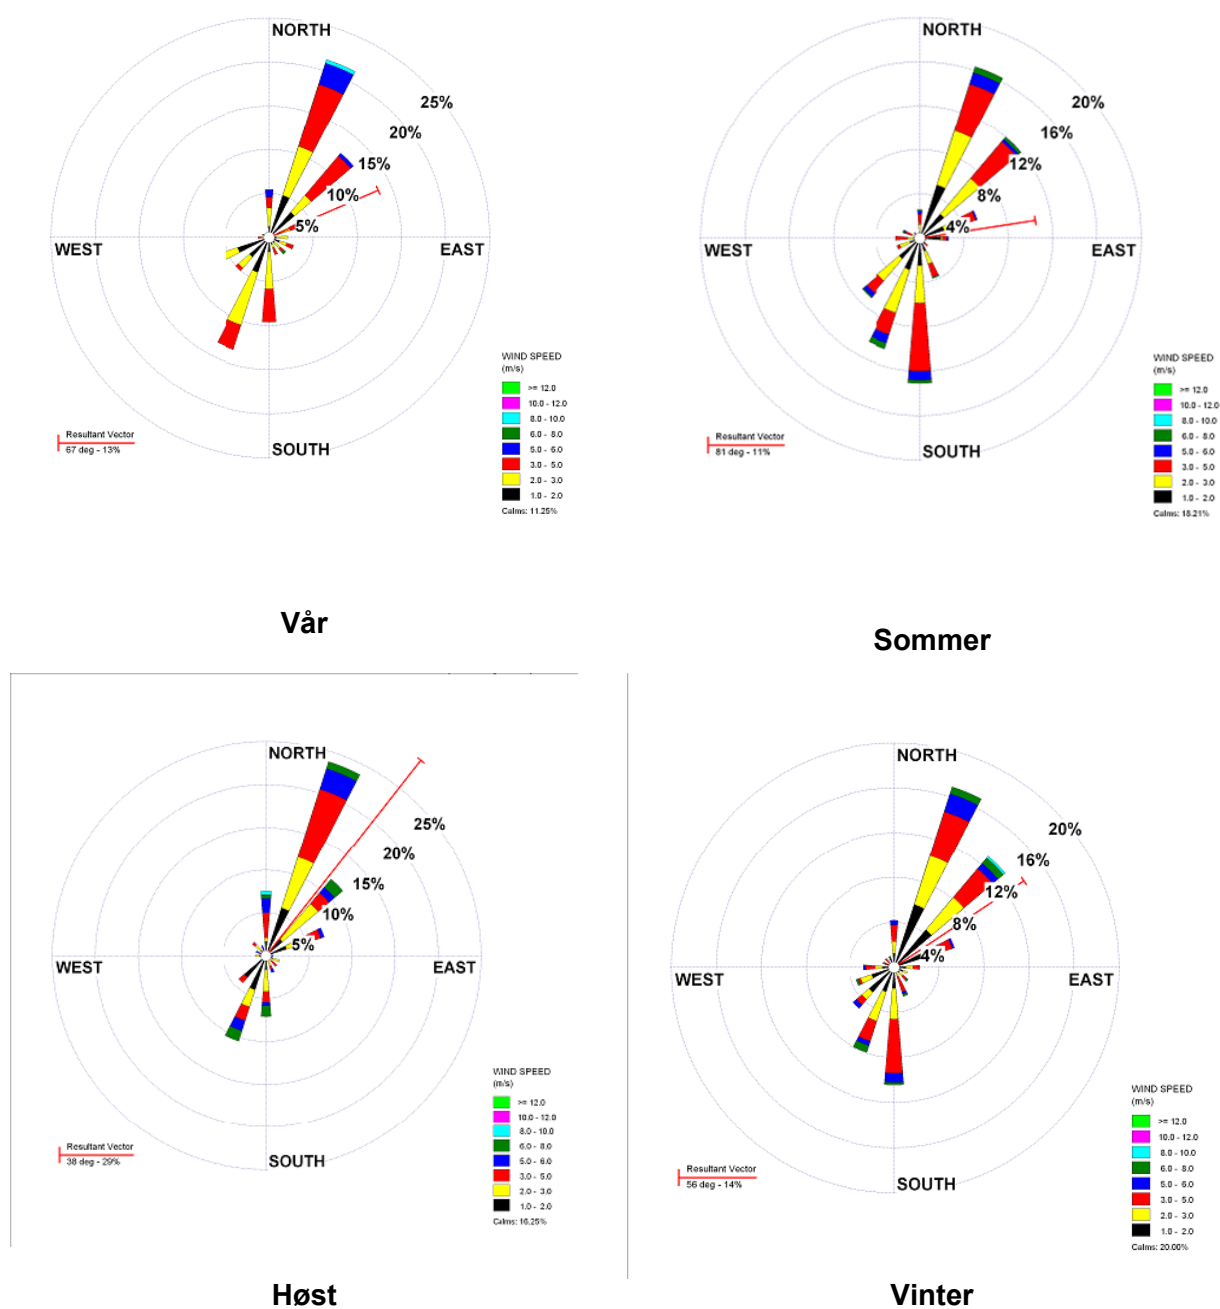 NORTH
25%
20%
15%
10%
5%
WEST
EAST
SOUTH
WIND SPEED
(m/s)
>= 12.0
10.0 - 12.0
8.0 - 10.0
6.0 - 8.0
5.0 - 6.0
3.0 - 5.0
2.0 - 3.0
1.0 - 2.0
Calms: 11.25%
Resultant Vector
67 deg - 13%
Vår
NORTH
20%
16%
12%
8%
4%
WEST
EAST
SOUTH
WIND SPEED
(m/s)
>= 12.0
10.0 - 12.0
8.0 - 10.0
6.0 - 8.0
5.0 - 6.0
3.0 - 5.0
2.0 - 3.0
1.0 - 2.0
Calms: 18.21%
Resultant Vector
81 deg - 11%
Sommer
NORTH
25%
20%
15%
10%
5%
WEST
EAST
SOUTH
WIND SPEED
(m/s)
>= 12.0
10.0 - 12.0
8.0 - 10.0
6.0 - 8.0
5.0 - 6.0
3.0 - 5.0
2.0 - 3.0
1.0 - 2.0
Calms: 16.25%
Resultant Vector
38 deg - 29%
Høst
NORTH
20%
16%
12%
8%
4%
WEST
EAST
SOUTH
WIND SPEED
(m/s)
>= 12.0
10.0 - 12.0
8.0 - 10.0
6.0 - 8.0
5.0 - 6.0
3.0 - 5.0
2.0 - 3.0
1.0 - 2.0
Calms: 20.00%
Resultant Vector
56 deg - 14%
Vinter